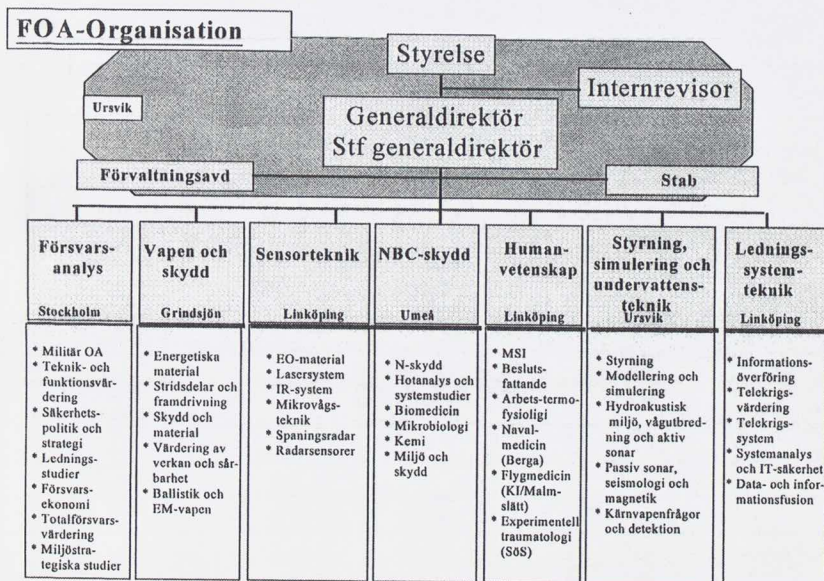 FOA-Organisation
Styrelse
Internrevisor
Ursvik
Generaldirektör
Stf generaldirektör
Förvaltningsavd
Stab
Försvars-
analys
Stockholm
* Militär OA
* Teknik- och
funktionsvär-
dering
* Säkerhets-
politik och
strategi
* Lednings-
studier
* Försvars-
ekonomi
* Totalförsvars-
värdering
* Miljöstra-
tegiska studier
Vapen och
skydd
Grindsjön
* Energetiska
material
* Stridsdelar och
framdrivning
* Skydd och
material
* Värdering av
verkan och sår-
barhet
* Ballistik och
EM-vapen
Sensorteknik
Linköping
* EO-material
* Lasersystem
* IR-system
* Mikrovågs-
teknik
* Spaningsradar
* Radarsensorer
NBC-skydd
Umeå
* N-skydd
* Hotanalys och
systemstudier
* Biomedicin
* Mikrobiologi
* Kemi
* Miljö och
skydd
Human-
vetenskap
Linköping
* MSI
* Besluts-
fattande
* Arbets-termo-
fysioligi
* Naval-
medicin
(Berga)
* Flygmedicin
(KI/Malm-
slätt)
* Experimentell
traumatologi
(SöS)
Styrning,
simulering och
undervattens-
teknik
Ursvik
* Styrning
* Modellering och
simulering
* Hydroakustisk
miljö, vågutbred-
ning och aktiv
sonar
* Passiv sonar,
seismologi och
magnetik
* Kärnvapenfrågor
och detektion
Lednings-
system-
teknik
Linköping
* Informations-
överföring
* Telekrigs-
värdering
* Telekrigs-
system
* Systemanalys
och IT-säkerhet
* Data- och infor-
mationsfusion